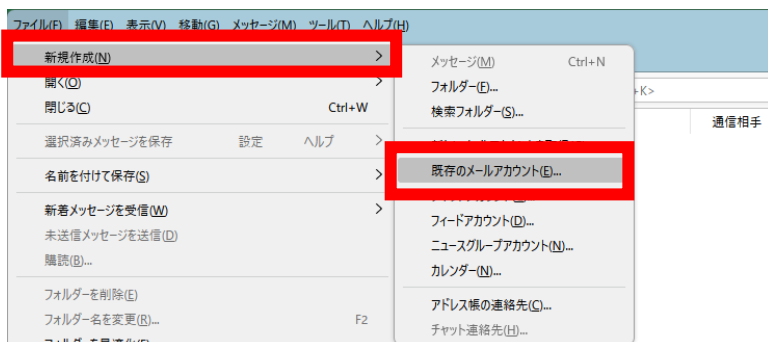 ファイル(F) 編集(E) 表示(V) 移動(G) メッセージ(M) ツール(T) ヘルプ(H)
新規作成(N)
開く(O)
閉じる(C) Ctrl+W
選択済みメッセージを保存 設定 ヘルプ
名前を付けて保存(S)
新着メッセージを受信(W)
未送信メッセージを送信(D)
購読(B)...
フォルダーを削除(E)
フォルダー名を変更(R)... F2
メッセージ(M) Ctrl+N
フォルダー(F)...
検索フォルダー(S)...
既存のメールアカウント(E)...
フィードアカウント(D)...
ニュースグループアカウント(N)...
カレンダー(N)...
アドレス帳の連絡先(C)...
チャット連絡先(H)...
+K>
通信相手